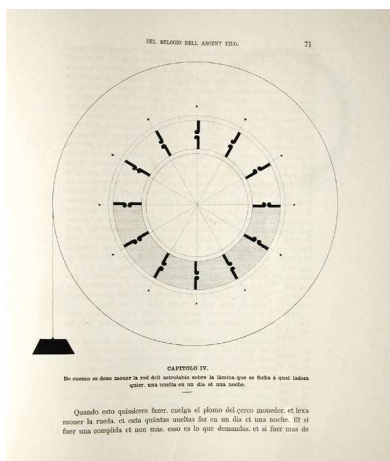 DEL RELOGIO DELL ARGENT UIUO.
71
CAPITOLO IV.
De cuemo se deue mouer la red dell astrolabio sobre la lámina que es fecha á qual ladeza
quier, una uuelta en un dia et una noche.
Quando esto quisieres fazer, cuelga el plomo del çerco mouedor, et lexa
mouer la rueda, et cata quántas uueltas faz en un dia et una noche. Et si
fuer una complida et non mas, esso es lo que demandas, et si fuer mas de